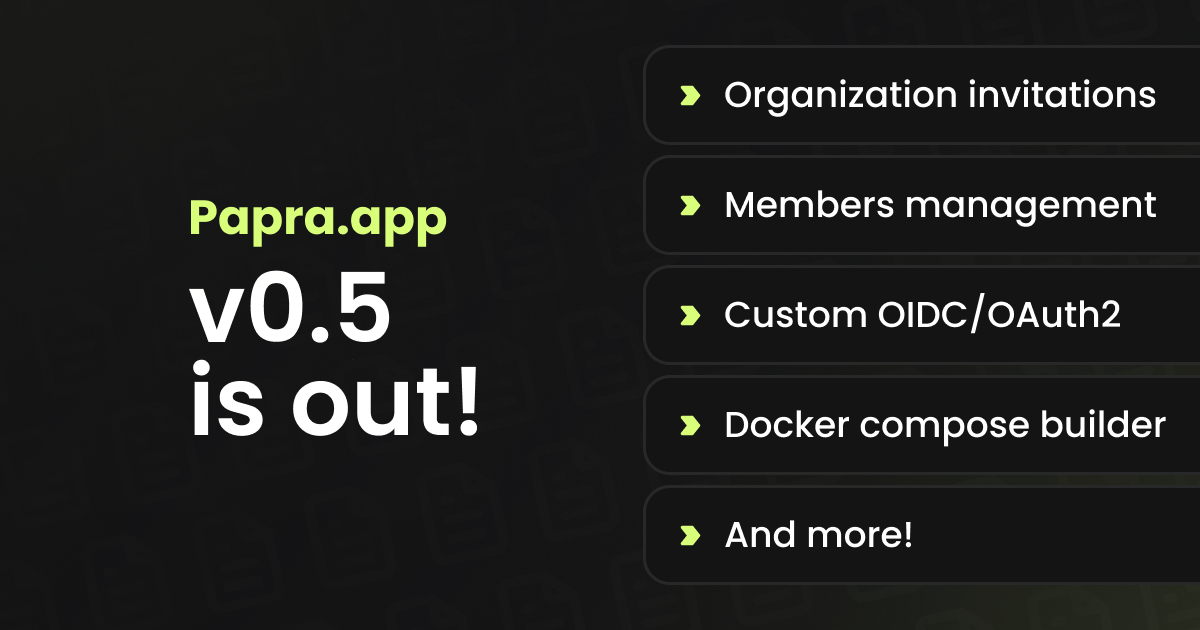 Papra.app
v0.5
is out!
Organization invitations
Members management
Custom OIDC/OAuth2
Docker compose builder
And more!